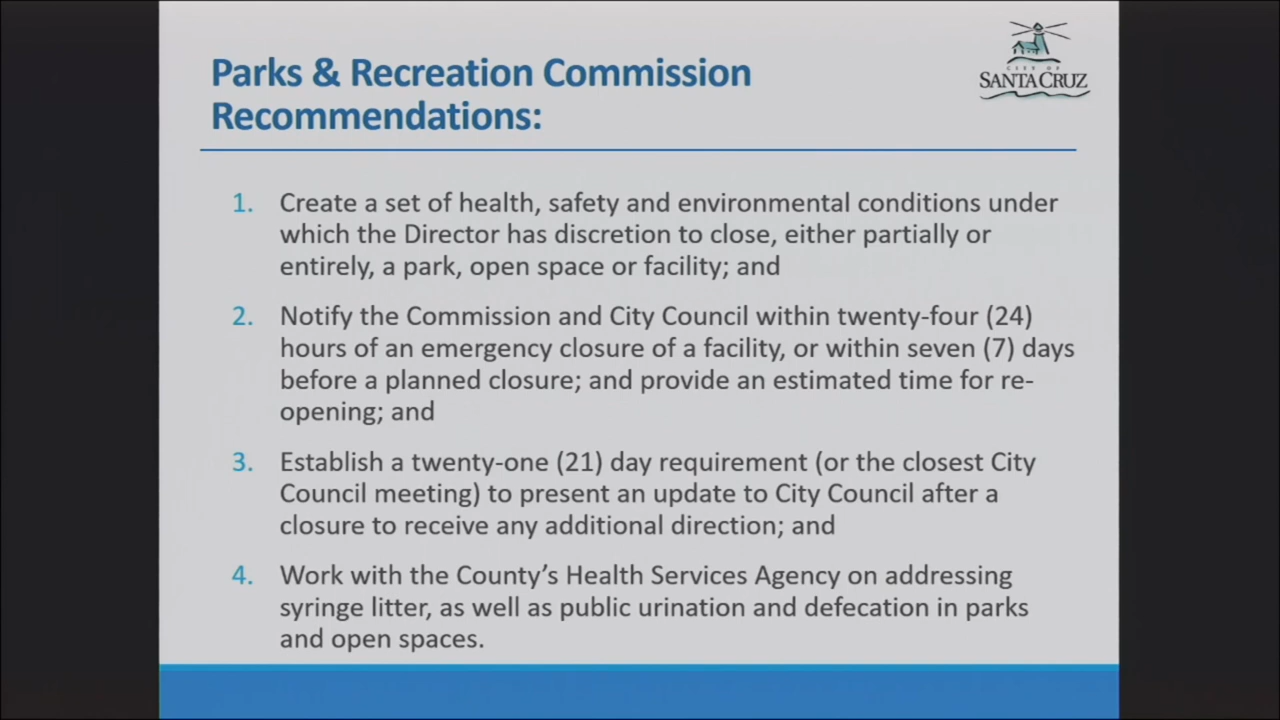 Parks & Recreation Commission
Recommendations:
CITY OF
SANTA CRUZ
1. Create a set of health, safety and environmental conditions under
which the Director has discretion to close, either partially or
entirely, a park, open space or facility; and
2. Notify the Commission and City Council within twenty-four (24)
hours of an emergency closure of a facility, or within seven (7) days
before a planned closure; and provide an estimated time for re-
opening; and
3. Establish a twenty-one (21) day requirement (or the closest City
Council meeting) to present an update to City Council after a
closure to receive any additional direction; and
4. Work with the County’s Health Services Agency on addressing
syringe litter, as well as public urination and defecation in parks
and open spaces.